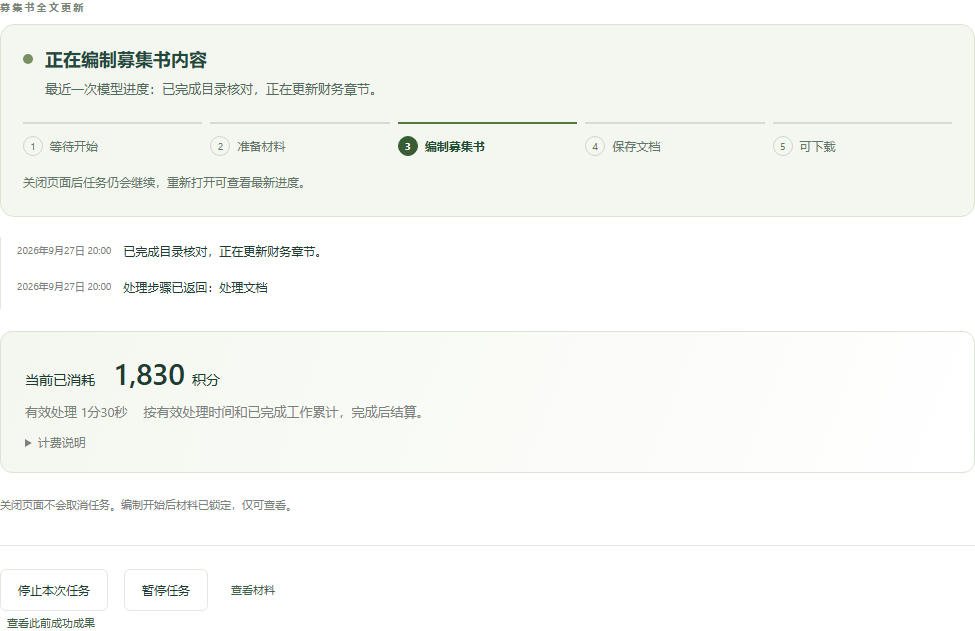 募集书全文更新
正在编制募集书内容
最近一次模型进度：已完成目录核对，正在更新财务章节。
1 等待开始
2 准备材料
3 编制募集书
4 保存文档
5 可下载
关闭页面后任务仍会继续，重新打开可查看最新进度。
2026年9月27日 20:00 已完成目录核对，正在更新财务章节。
2026年9月27日 20:00 处理步骤已返回：处理文档
当前已消耗 1,830 积分
有效处理 1分30秒 按有效处理时间和已完成工作累计，完成后结算。
计费说明
关闭页面不会取消任务。编制开始后材料已锁定，仅可查看。
停止本次任务 暂停任务 查看材料
查看此前成功成果